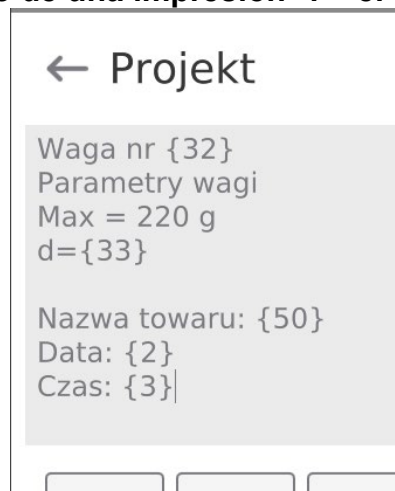 ← Projekt
Waga nr {32}
Parametry wagi
Max = 220 g
d={33}
Nazwa towaru: {50}
Data: {2}
Czas: {3}